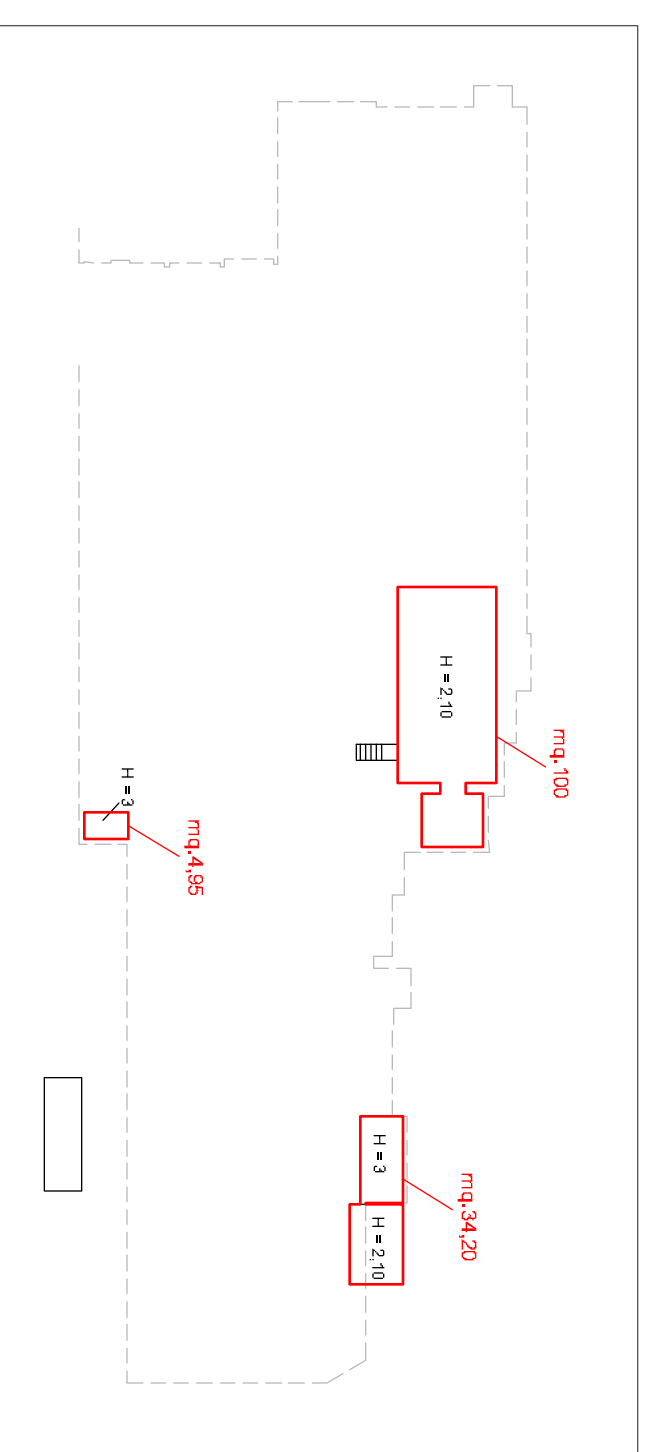 H = 2,10
mq.100
H = 3
mq.4,95
H = 3
mq.34,20
H = 2,10